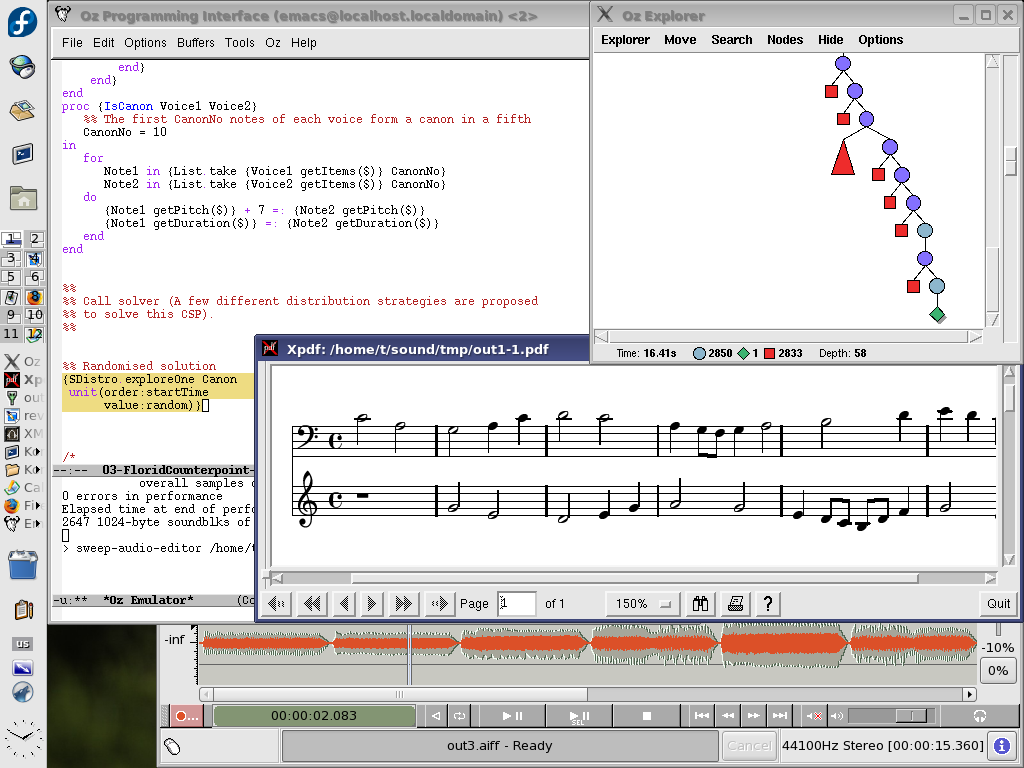 Oz Programming Interface (emacs@localhost.localdomain) <2>
File Edit Options Buffers Tools Oz Help
end}
end}
end
proc {IsCanon Voice1 Voice2}
%% The first CanonNo notes of each voice form a canon in a fifth
CanonNo = 10
in
for
Note1 in {List.take {Voice1 getItems($)} CanonNo}
Note2 in {List.take {Voice2 getItems($)} CanonNo}
do
{Note1 getPitch($)} + 7 =: {Note2 getPitch($)}
{Note1 getDuration($)} =: {Note2 getDuration($)}
end
end
%%
%% Call solver (A few different distribution strategies are proposed
%% to solve this CSP).
%%
%% Randomised solution
{SDistro.exploreOne Canon
unit(order:startTime
value:random)}
/*
--:-- 03-FloridCounterpoint-
overall samples
0 errors in performance
Elapsed time at end of perfo
2647 1024-byte soundblks of
> sweep-audio-editor /home/t
-u:** *Oz Emulator* (Co
Oz Explorer
Explorer Move Search Nodes Hide Options
Time: 16.41s 2850 1 2833 Depth: 58
Xpdf: /home/t/sound/tmp/out1-1.pdf
Page 1 of 1 150% ? Quit
1 2
3 4
5 6
9 10
11 12
Oz
Xp
out
rev
XM
Ko
Ko
Cal
Fi
En
us
-inf
-10%
0%
00:00:02.083
SEL
out3.aiff - Ready
Cancel
44100Hz Stereo [00:00:15.360]